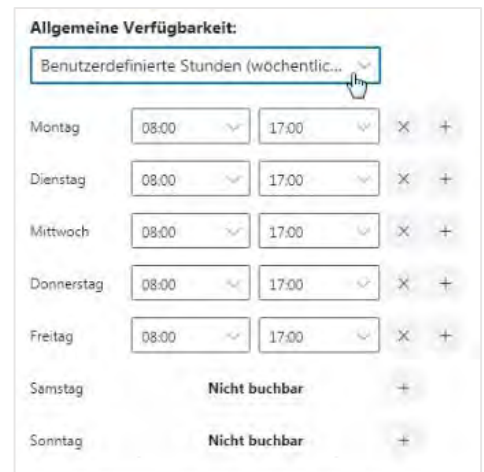 Allgemeine Verfügbarkeit:
Benutzerdefinierte Stunden (wöchentlic...
Montag 08:00 17:00 × +
Dienstag 08:00 17:00 × +
Mittwoch 08:00 17:00 × +
Donnerstag 08:00 17:00 × +
Freitag 08:00 17:00 × +
Samstag Nicht buchbar +
Sonntag Nicht buchbar +